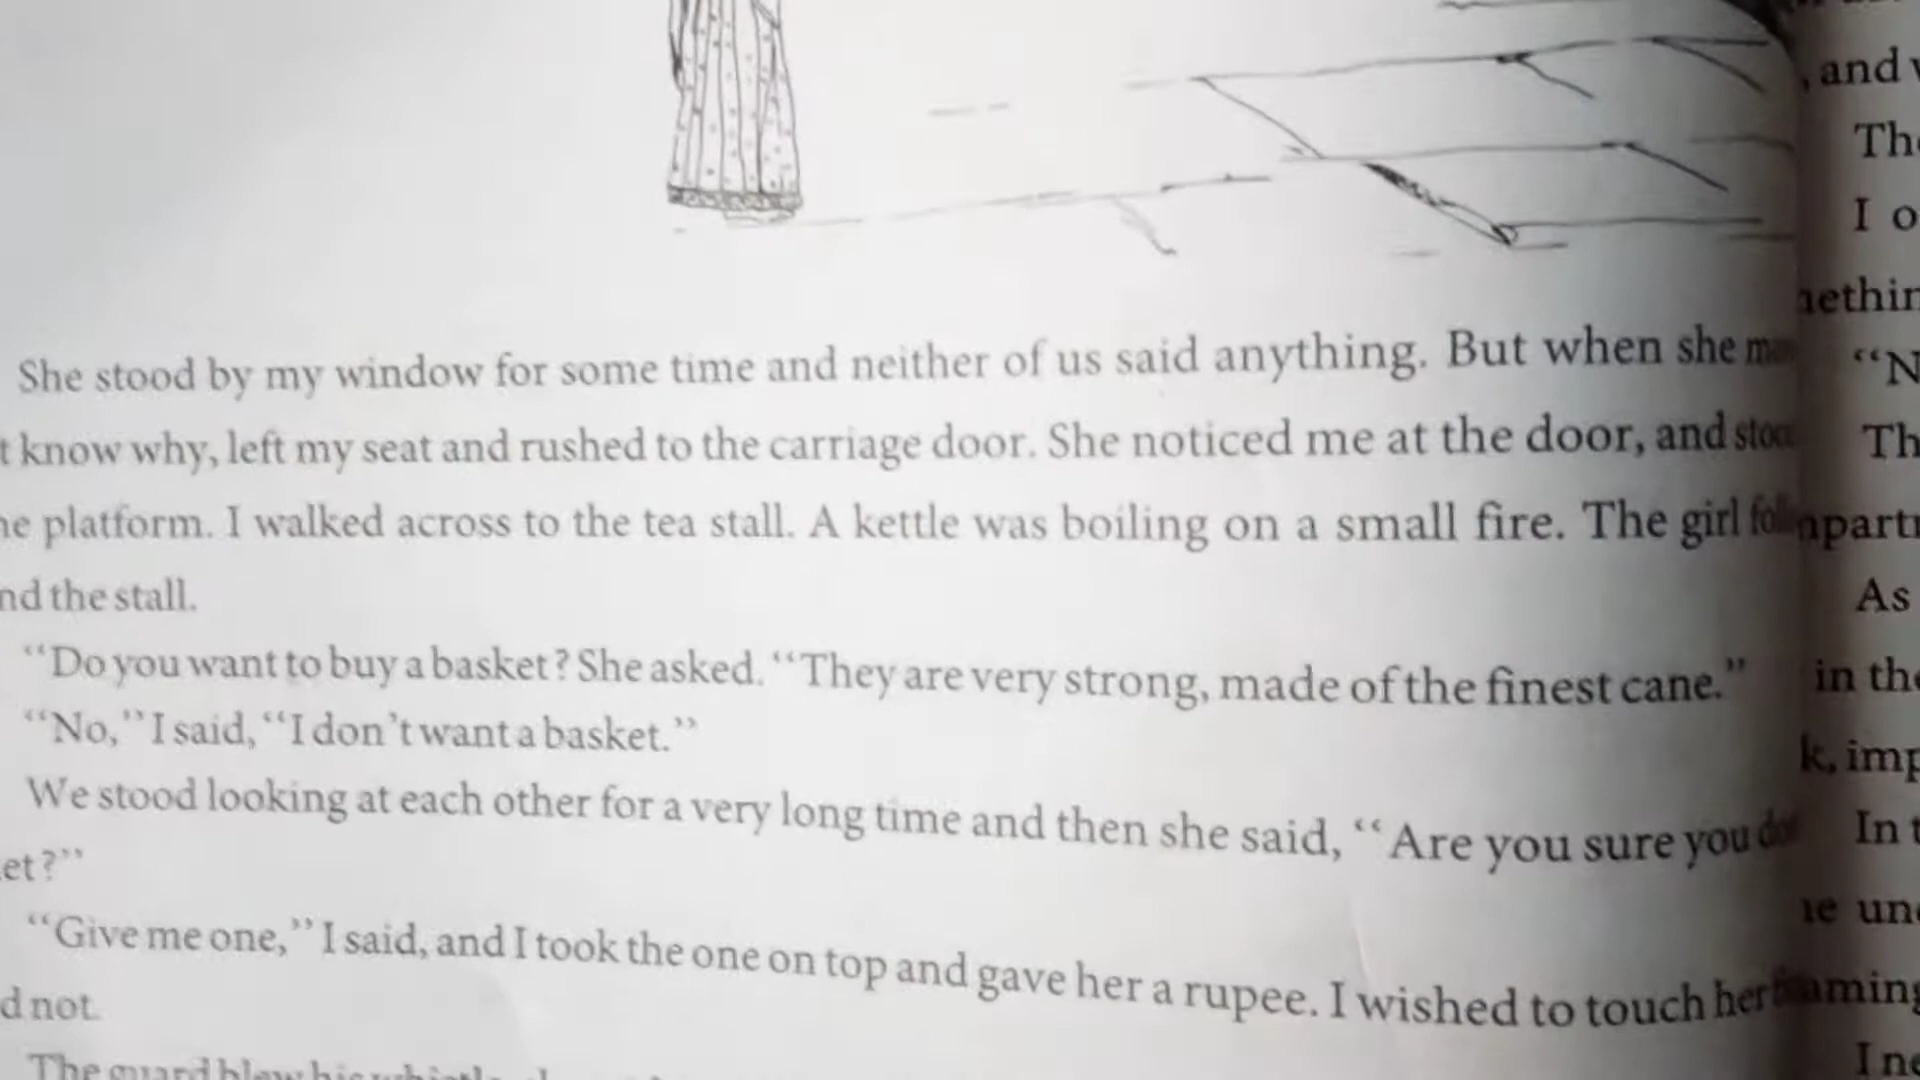 She stood by my window for some time and neither of us said anything. But when she
know why, left my seat and rushed to the carriage door. She noticed me at the door, and
platform. I walked across to the tea stall. A kettle was boiling on a small fire. The girl
the stall.
“Do you want to buy a basket? She asked. “They are very strong, made of the finest cane.”
“No,” I said, “I don’t want a basket.”
We stood looking at each other for a very long time and then she said, “Are you sure you
et?”
“Give me one,” I said, and I took the one on top and gave her a rupee. I wished to touch her
d not.
The guard blew his
, and
I
“N
As
in
k,
In